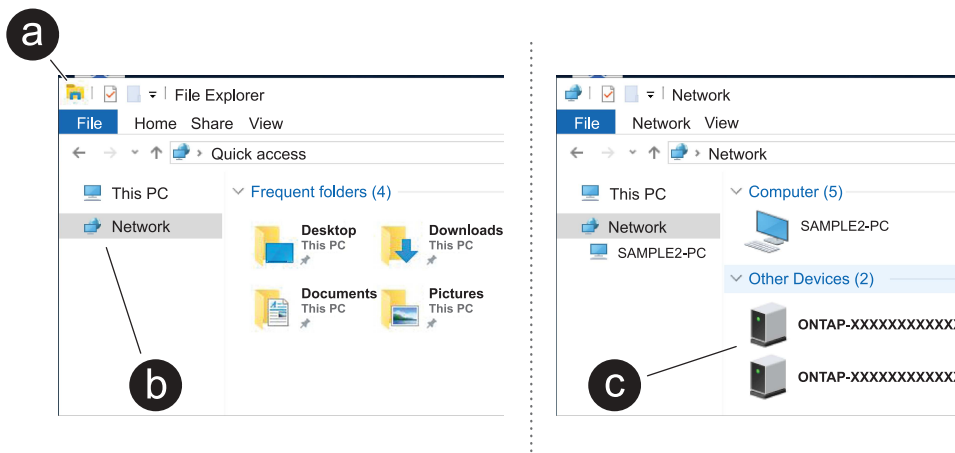 a
File Explorer
File Home Share View
Quick access
This PC
Network
Frequent folders (4)
Desktop
This PC
Downloads
This PC
Documents
This PC
Pictures
This PC
b
Network
File Network View
Network
This PC
Network
SAMPLE2-PC
Computer (5)
SAMPLE2-PC
Other Devices (2)
ONTAP-XXXXXXXXXXXX
ONTAP-XXXXXXXXXXXX
c